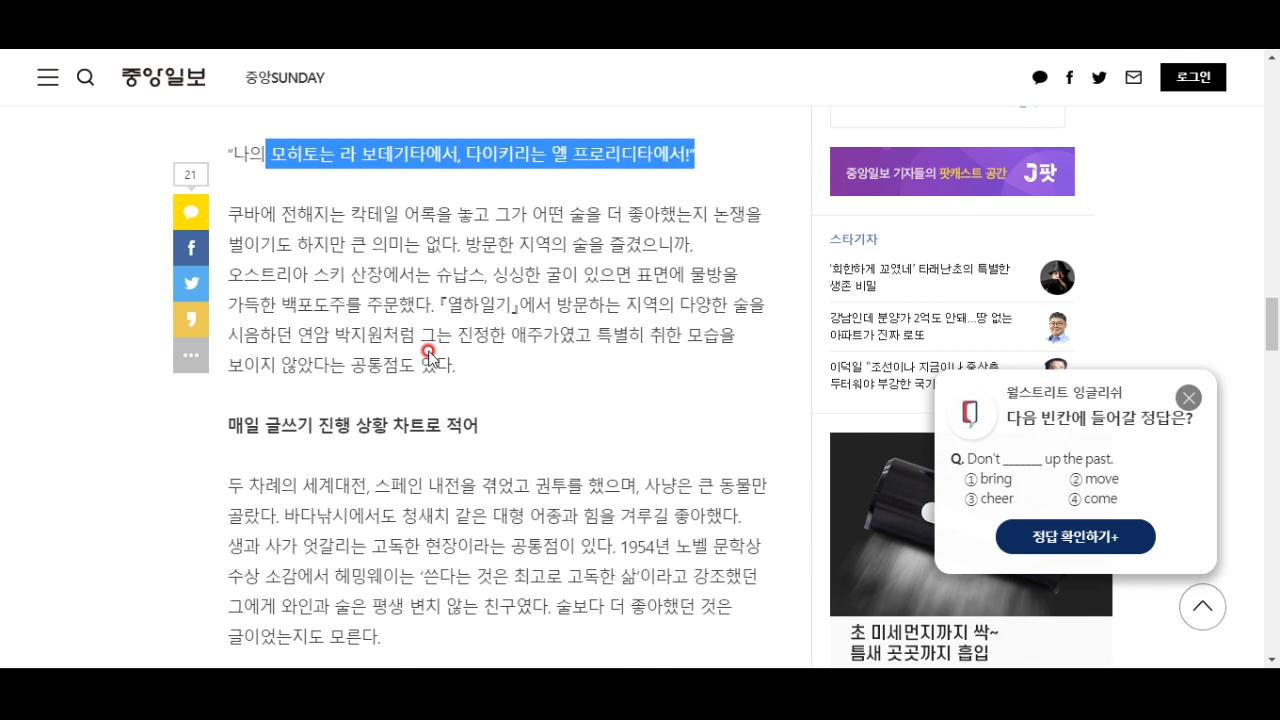 중앙일보
중앙SUNDAY
로그인
“나의 모히토는 라 보데기타에서, 다이키리는 엘 프로리디타에서!”
21
쿠바에 전해지는 칵테일 어록을 놓고 그가 어떤 술을 더 좋아했는지 논쟁을
벌이기도 하지만 큰 의미는 없다. 방문한 지역의 술을 즐겼으니까.
오스트리아 스키 산장에서는 슈납스, 싱싱한 굴이 있으면 표면에 물방울
가득한 백포도주를 주문했다. 『열하일기』에서 방문하는 지역의 다양한 술을
시음하던 연암 박지원처럼 그는 진정한 애주가였고 특별히 취한 모습을
보이지 않았다는 공통점도 있다.
매일 글쓰기 진행 상황 차트로 적어
두 차례의 세계대전, 스페인 내전을 겪었고 권투를 했으며, 사냥은 큰 동물만
골랐다. 바다낚시에서도 청새치 같은 대형 어종과 힘을 겨루길 좋아했다.
생과 사가 엇갈리는 고독한 현장이라는 공통점이 있다. 1954년 노벨 문학상
수상 소감에서 헤밍웨이는 ‘쓴다는 것은 최고로 고독한 삶’이라고 강조했던
그에게 와인과 술은 평생 변치 않는 친구였다. 술보다 더 좋아했던 것은
글이었는지도 모른다.
중앙일보 기자들의 팟캐스트 공간 J팟
스타기자
'희한하게 꼬였네' 타래난초의 특별한
생존 비밀
강남인데 분양가 2억도 안돼…땅 없는
아파트가 진짜 로또
이덕일 "조선이나 지금이나 중산층
두터워야 부강한 국가
월스트리트 잉글리쉬
다음 빈칸에 들어갈 정답은?
Q. Don't ______ up the past.
① bring ② move
③ cheer ④ come
정답 확인하기+
초 미세먼지까지 싹~
틈새 곳곳까지 흡입